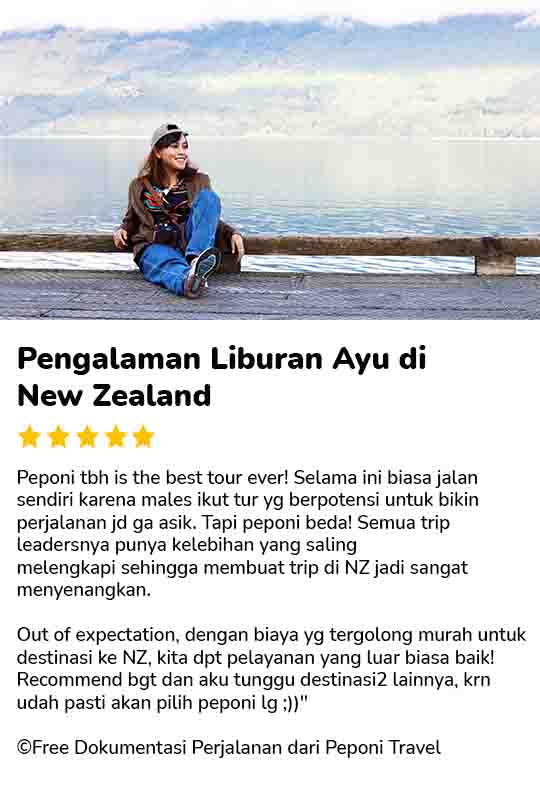 Pengalaman Liburan Ayu di
New Zealand
Peponi tbh is the best tour ever! Selama ini biasa jalan
sendiri karena males ikut tur yg berpotensi untuk bikin
perjalanan jd ga asik. Tapi peponi beda! Semua trip
leadersnya punya kelebihan yang saling
melengkapi sehingga membuat trip di NZ jadi sangat
menyenangkan.
Out of expectation, dengan biaya yg tergolong murah untuk
destinasi ke NZ, kita dpt pelayanan yang luar biasa baik!
Recommend bgt dan aku tunggu destinasi2 lainnya, krn
udah pasti akan pilih peponi lg ;))"
©Free Dokumentasi Perjalanan dari Peponi Travel